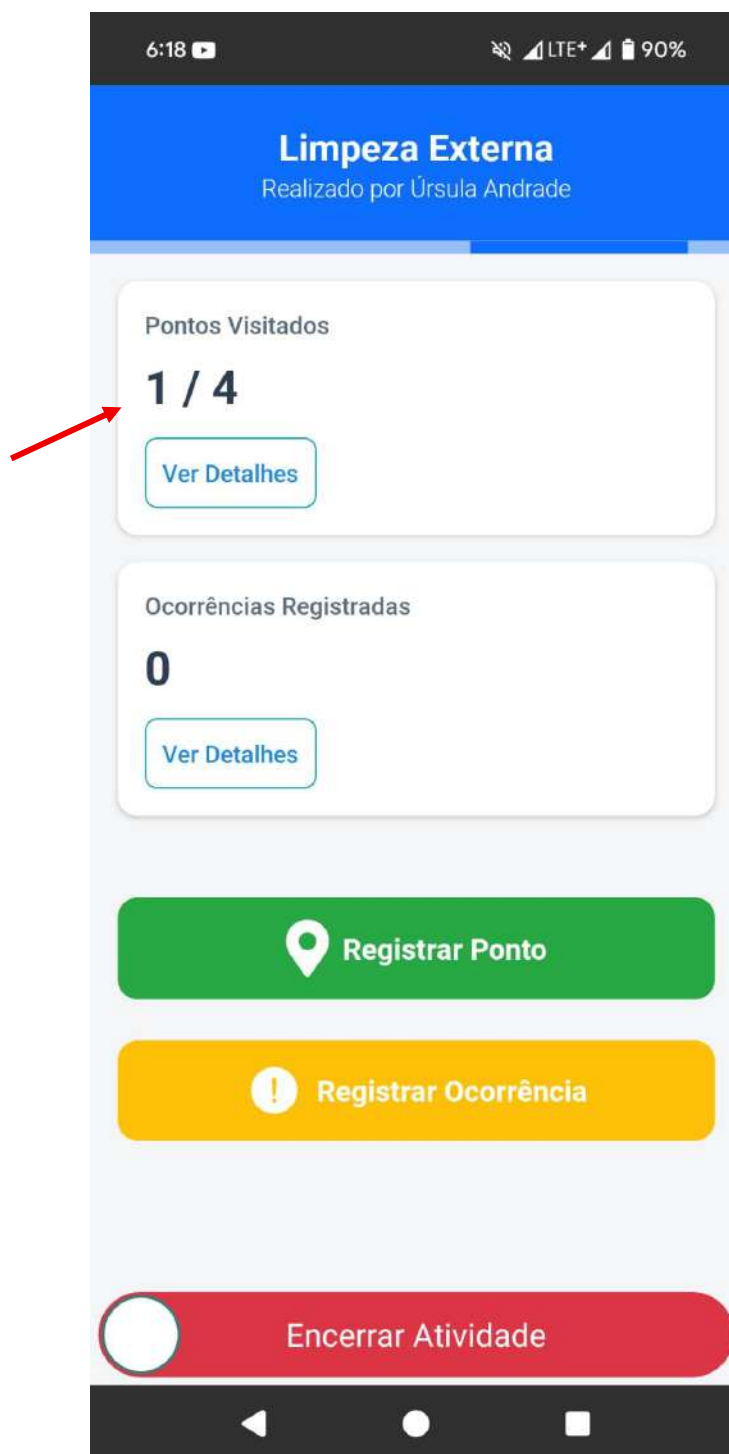 6:18 LTE+ 90%
Limpeza Externa
Realizado por Úrsula Andrade
Pontos Visitados
1 / 4
Ver Detalhes
Ocorrências Registradas
0
Ver Detalhes
Registrar Ponto
! Registrar Ocorrência
Encerrar Atividade